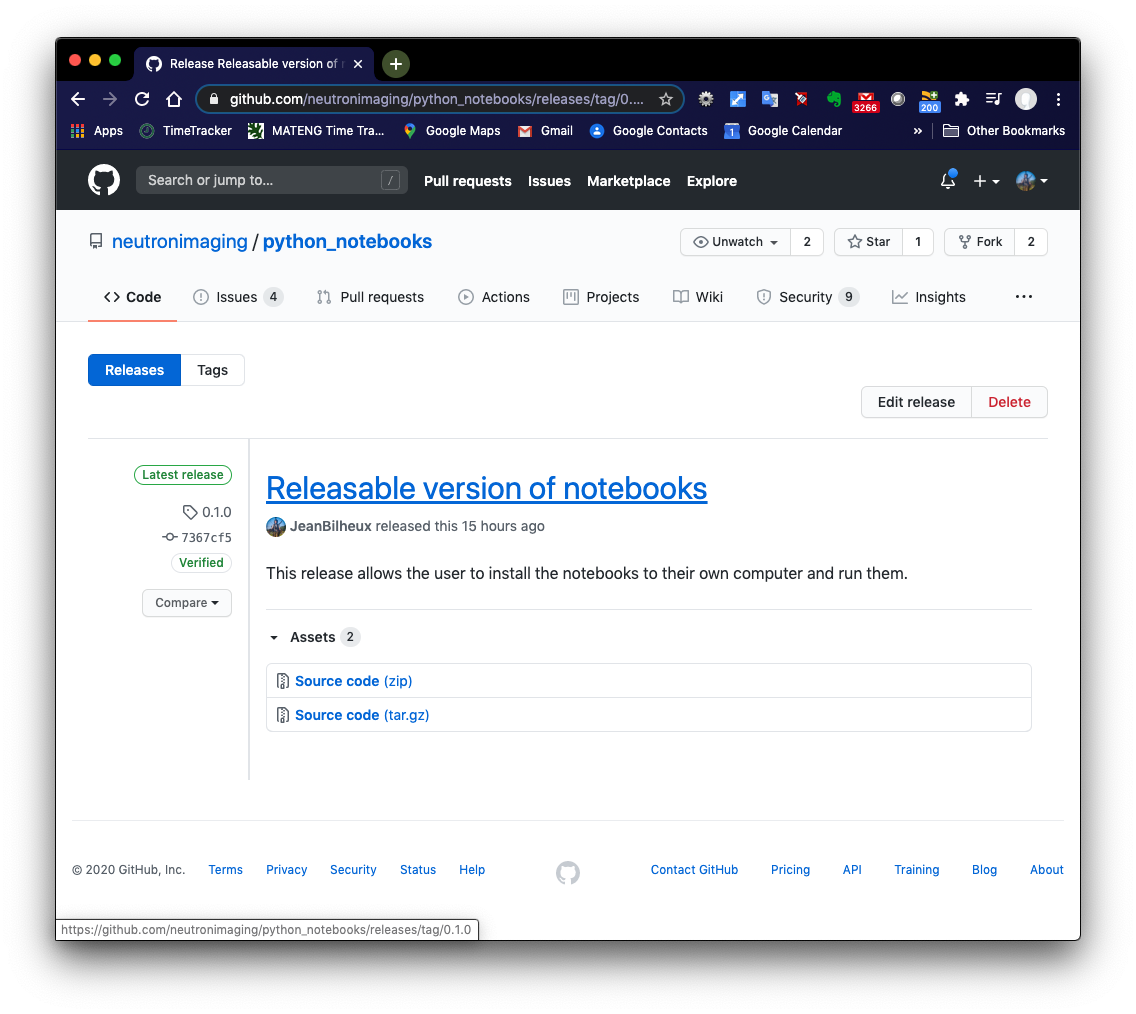 Release Releasable version of n
github.com/neutronimaging/python_notebooks/releases/tag/0....
3266
200
Apps
TimeTracker
MATENG Time Tra...
Google Maps
Gmail
Google Contacts
1
Google Calendar
»
Other Bookmarks
Search or jump to...
/
Pull requests
Issues
Marketplace
Explore
neutronimaging / python_notebooks
Unwatch 2
Star 1
Fork 2
Code
Issues 4
Pull requests
Actions
Projects
Wiki
Security 9
Insights
...
Releases
Tags
Edit release
Delete
Latest release
0.1.0
7367cf5
Verified
Compare
Releasable version of notebooks
JeanBilheux released this 15 hours ago
This release allows the user to install the notebooks to their own computer and run them.
Assets 2
Source code (zip)
Source code (tar.gz)
© 2020 GitHub, Inc.
Terms
Privacy
Security
Status
Help
Contact GitHub
Pricing
API
Training
Blog
About
https://github.com/neutronimaging/python_notebooks/releases/tag/0.1.0